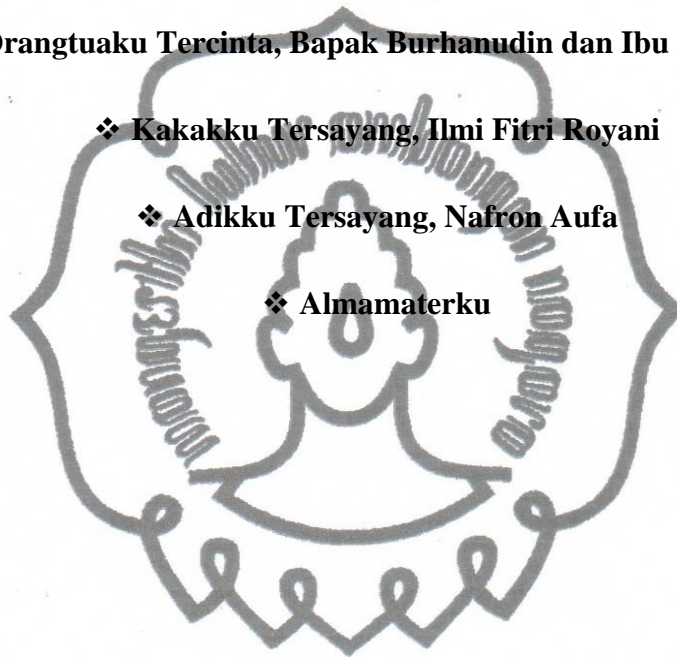 Orangtuaku Tercinta, Bapak Burhanudin dan Ibu
❖ Kakakku Tersayang, Ilmi Fitri Royani
❖ Adikku Tersayang, Nafron Aufa
❖ Almamaterku